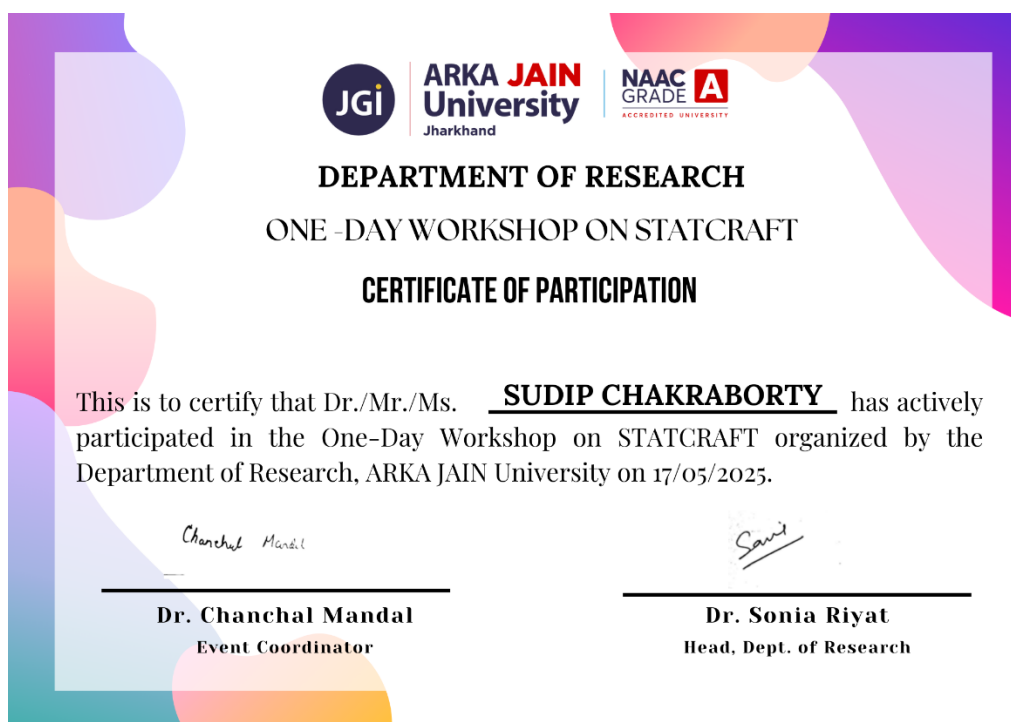 JGi
ARKA JAIN
University
Jharkhand
NAAC
GRADE A
ACCREDITED UNIVERSITY
DEPARTMENT OF RESEARCH
ONE -DAY WORKSHOP ON STATCRAFT
CERTIFICATE OF PARTICIPATION
This is to certify that Dr./Mr./Ms. SUDIP CHAKRABORTY has actively
participated in the One-Day Workshop on STATCRAFT organized by the
Department of Research, ARKA JAIN University on 17/05/2025.
Chanchal Mandal
Dr. Chanchal Mandal
Event Coordinator
Dr. Sonia Riyat
Head, Dept. of Research